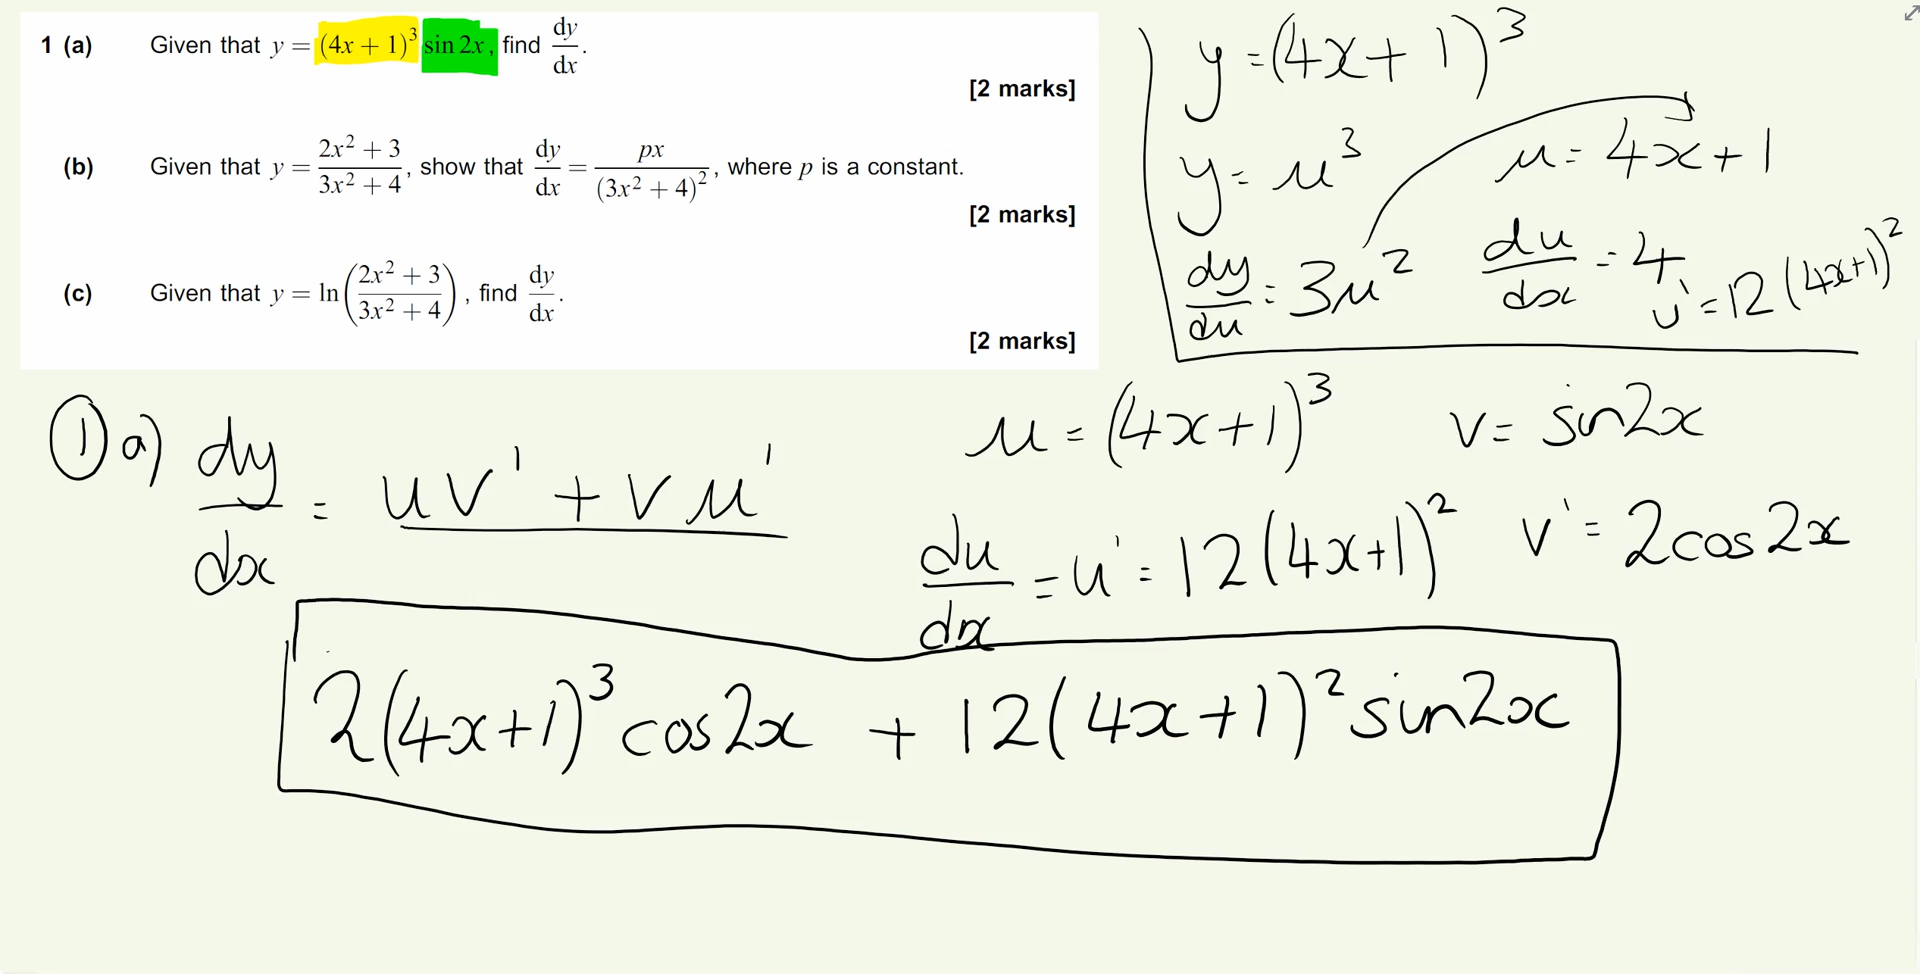 1 (a) Given that y = (4x + 1)³ sin 2x, find dy/dx.
[2 marks]
(b) Given that y = (2x² + 3)/(3x² + 4), show that dy/dx = px/(3x² + 4)², where p is a constant.
[2 marks]
(c) Given that y = ln((2x² + 3)/(3x² + 4)), find dy/dx.
[2 marks]
y = (4x + 1)³
y = u³ u = 4x + 1
dy/du = 3u² du/dx = 4
u' = 12(4x+1)²
① a) dy/dx = uv' + vu'
u = (4x+1)³ v = sin2x
du/dx = u' = 12(4x+1)² v' = 2cos2x
2(4x+1)³ cos2x + 12(4x+1)² sin2x